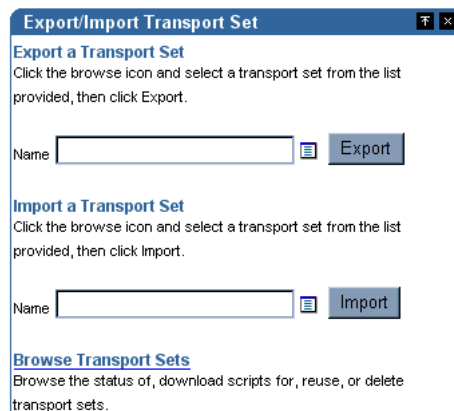 Export/Import Transport Set
Export a Transport Set
Click the browse icon and select a transport set from the list
provided, then click Export.
Name
Export
Import a Transport Set
Click the browse icon and select a transport set from the list
provided, then click Import.
Name
Import
Browse Transport Sets
Browse the status of, download scripts for, reuse, or delete
transport sets.